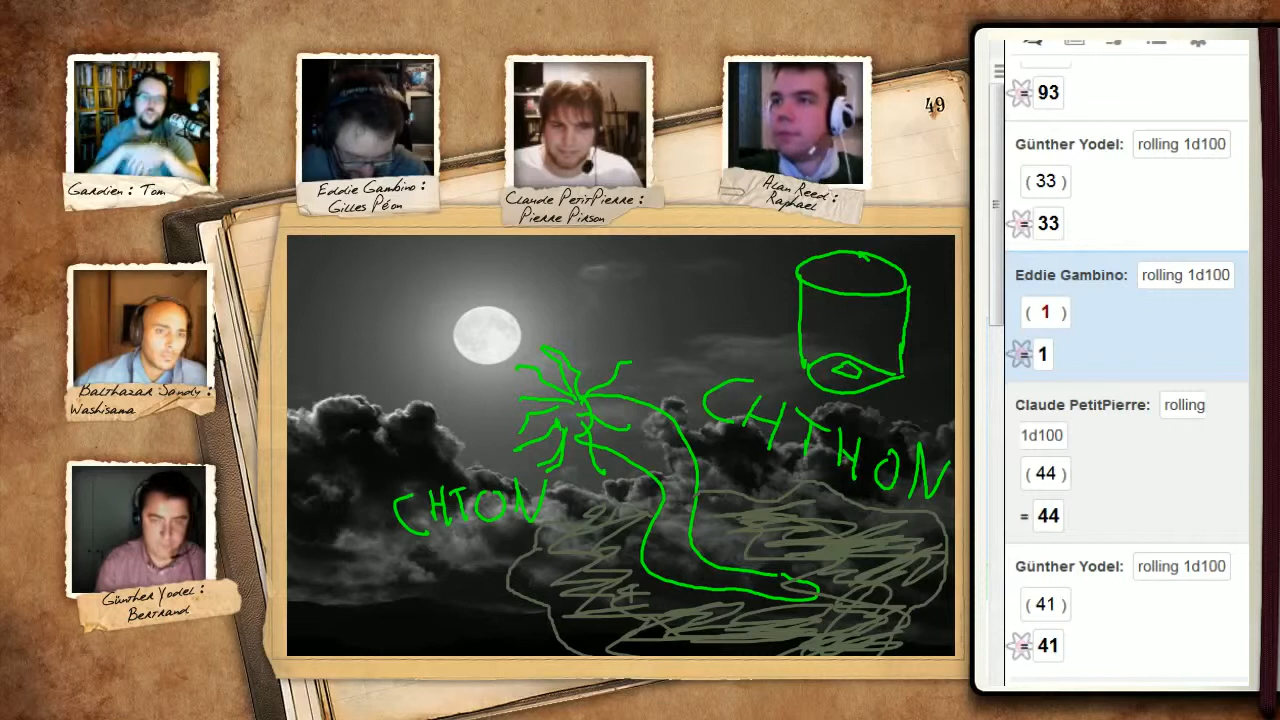 Gardien : Tom
Eddie Gambino :
Gilles Péon
Claude PetitPierre :
Pierre Pirson
Alan Reed :
Raphael
49
Balthazar Sandy :
Washisama
Günther Yodel :
Bertrand
CHTON
CHTHON
= 93
Günther Yodel: rolling 1d100
( 33 )
= 33
Eddie Gambino: rolling 1d100
( 1 )
= 1
Claude PetitPierre: rolling
1d100
( 44 )
= 44
Günther Yodel: rolling 1d100
( 41 )
= 41